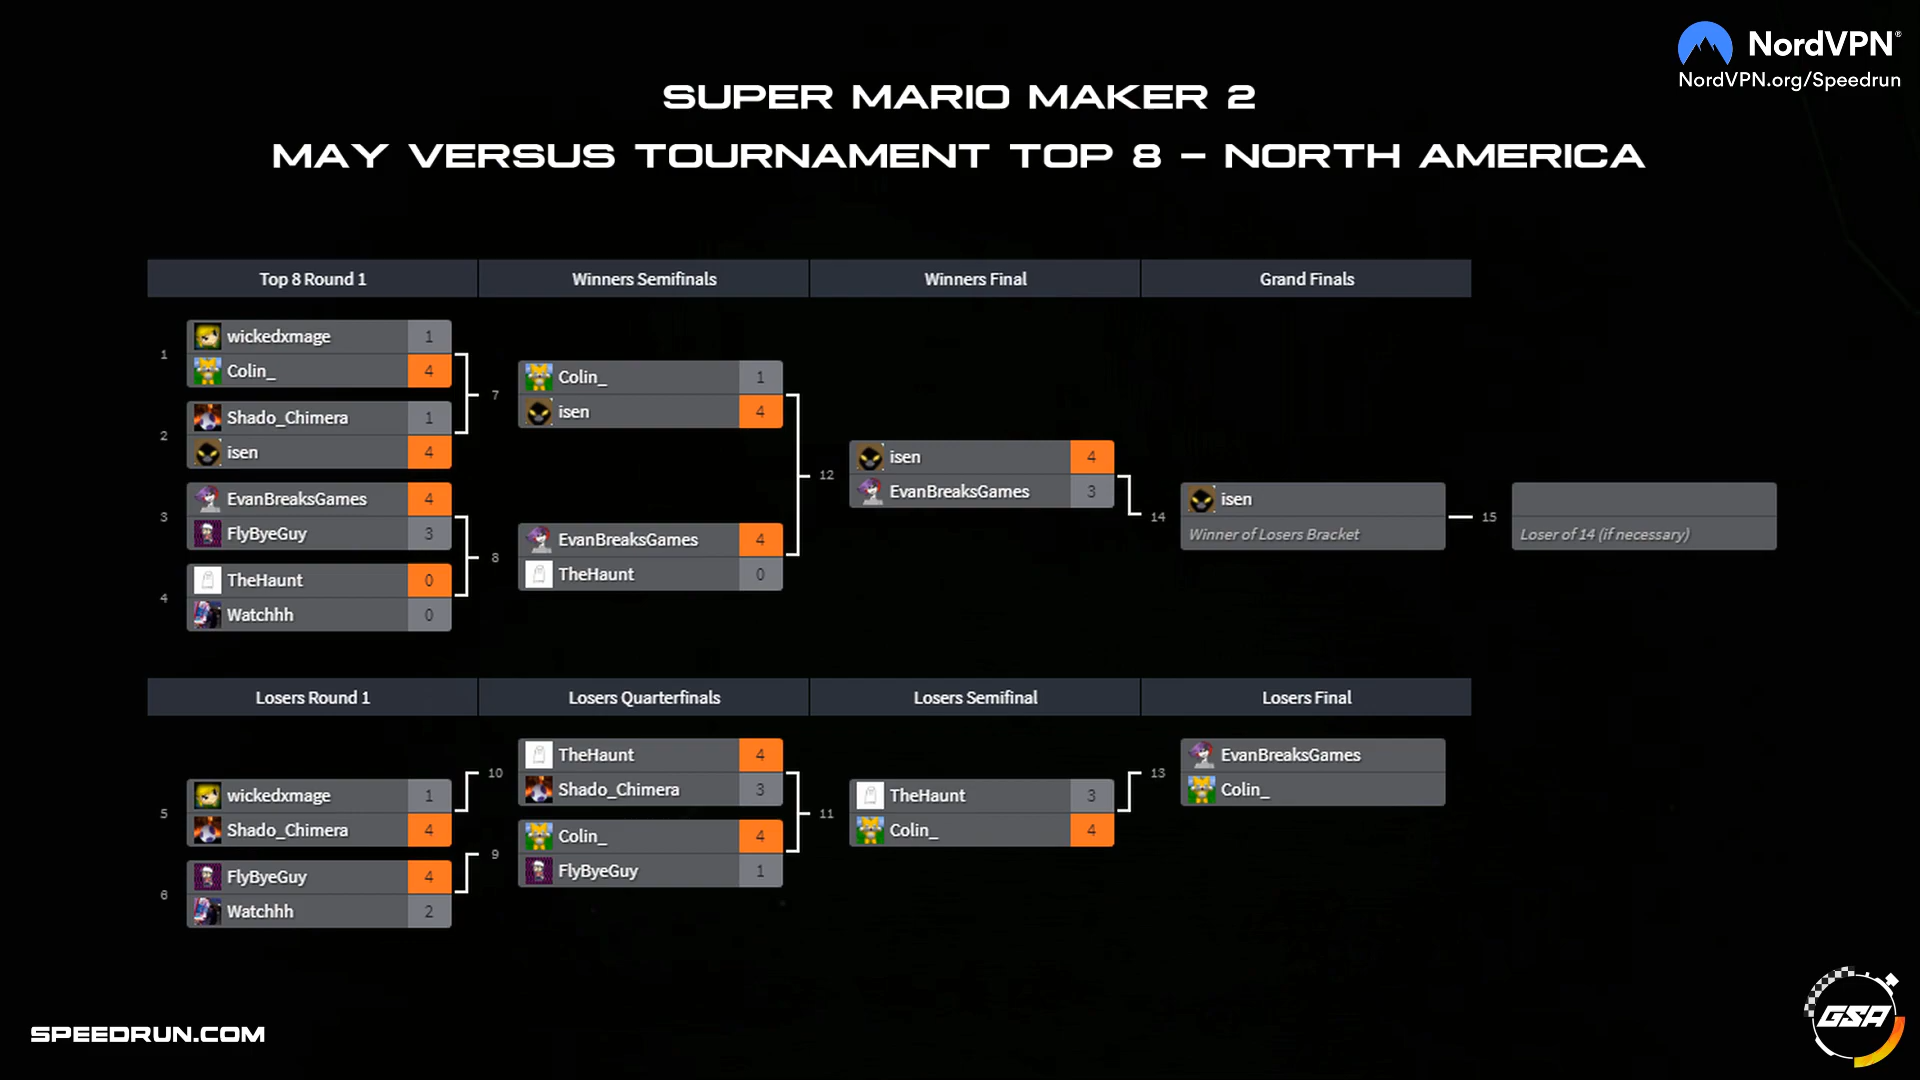 NordVPN®
NordVPN.org/Speedrun
SUPER MARIO MAKER 2
MAY VERSUS TOURNAMENT TOP 8 – NORTH AMERICA
Top 8 Round 1
Winners Semifinals
Winners Final
Grand Finals
1
wickedxmage 1
Colin_ 4
2
Shado_Chimera 1
isen 4
3
EvanBreaksGames 4
FlyByeGuy 3
4
TheHaunt 0
Watchhh 0
7
Colin_ 1
isen 4
8
EvanBreaksGames 4
TheHaunt 0
12
isen 4
EvanBreaksGames 3
14
isen
Winner of Losers Bracket
15
Loser of 14 (if necessary)
Losers Round 1
Losers Quarterfinals
Losers Semifinal
Losers Final
5
wickedxmage 1
Shado_Chimera 4
6
FlyByeGuy 4
Watchhh 2
10
TheHaunt 4
Shado_Chimera 3
9
Colin_ 4
FlyByeGuy 1
11
TheHaunt 3
Colin_ 4
13
EvanBreaksGames
Colin_
SPEEDRUN.COM
GSA